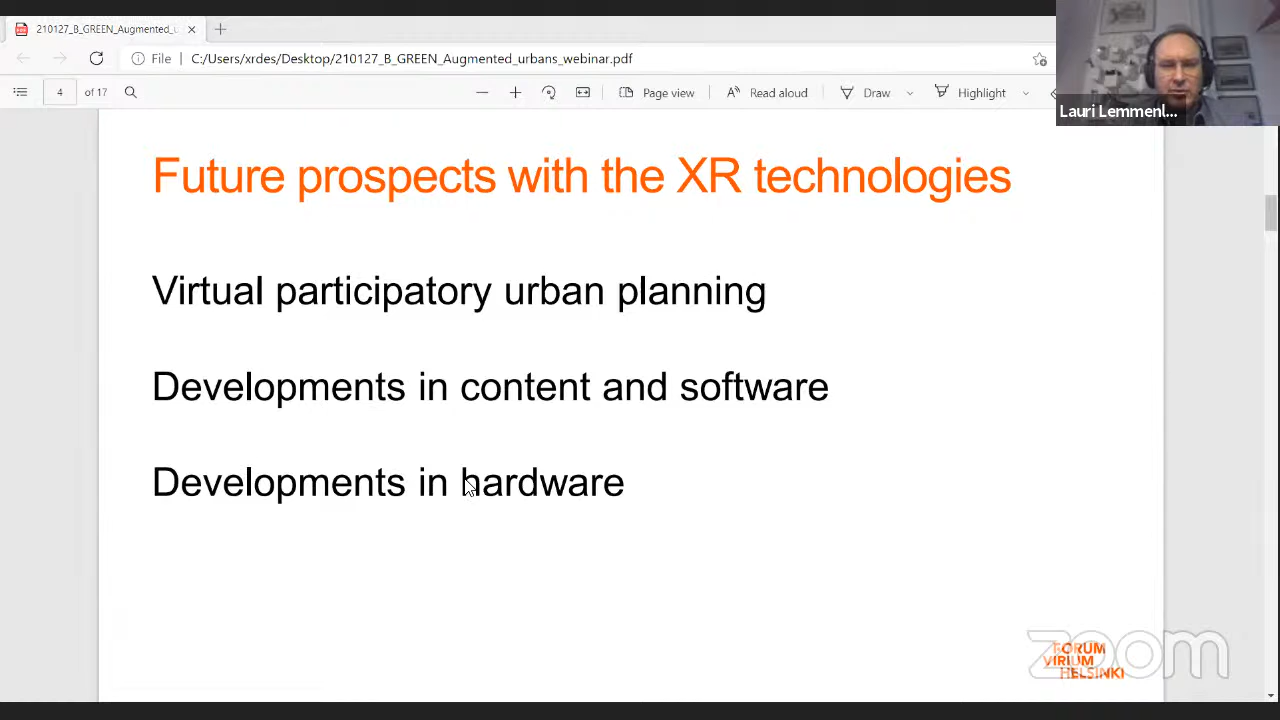 210127_B_GREEN_Augmented_u
File
C:/Users/xrdes/Desktop/210127_B_GREEN_Augmented_urbans_webinar.pdf
4 of 17
Page view
Read aloud
Draw
Highlight
Lauri Lemmenl...
Future prospects with the XR technologies
Virtual participatory urban planning
Developments in content and software
Developments in hardware
zoom
FORUM
VIRIUM
HELSINKI